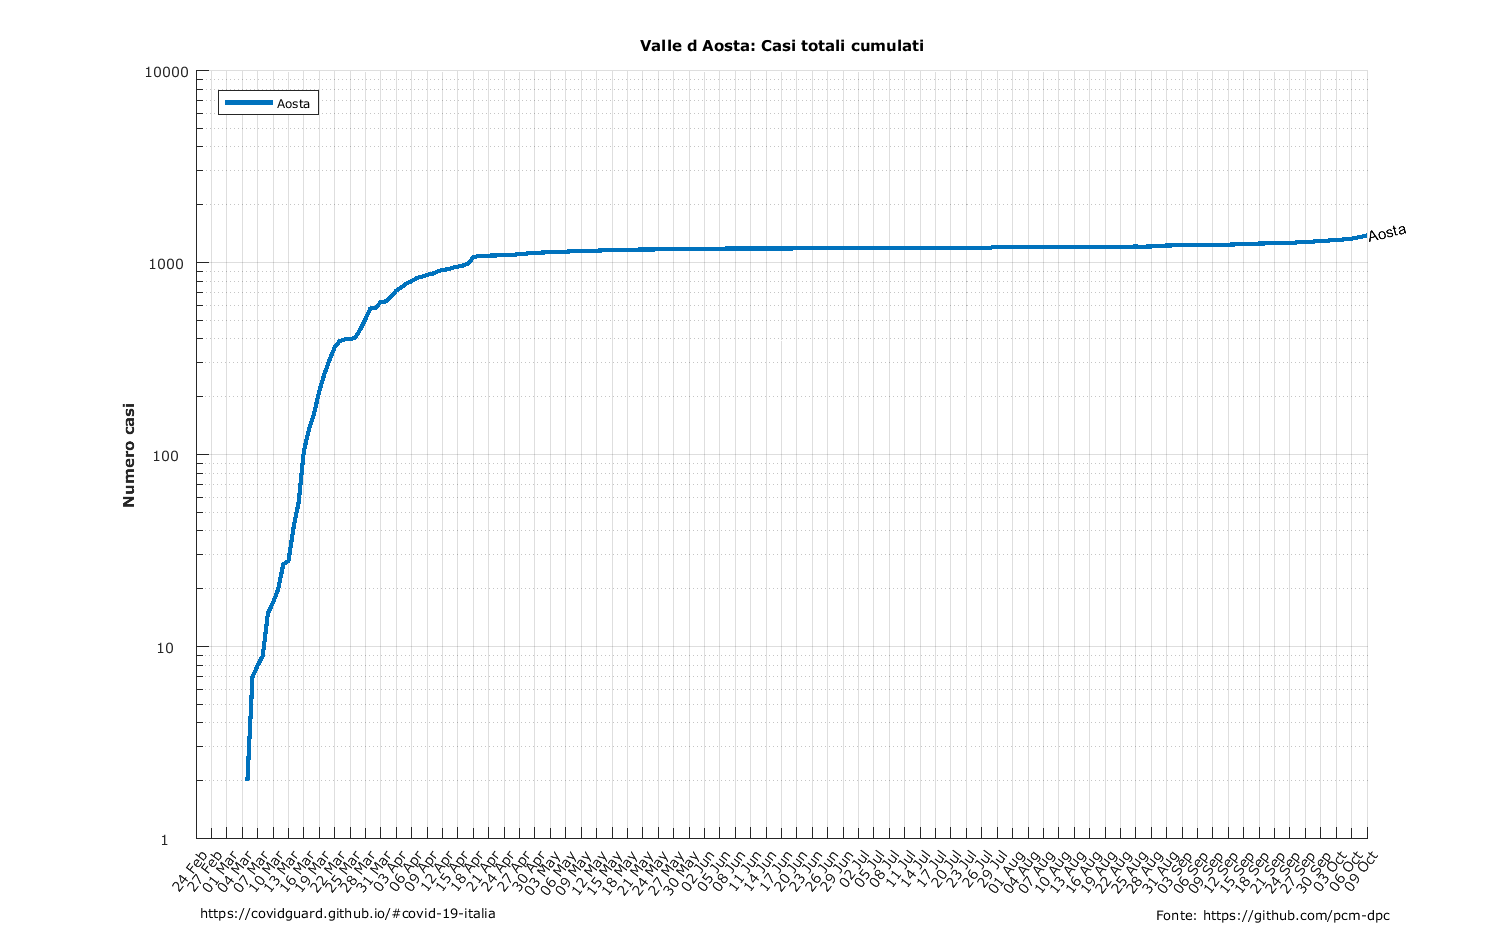 Valle d Aosta: Casi totali cumulati
10000
1000
100
10
1
Aosta
Aosta
Numero casi
24 Feb
27 Feb
01 Mar
04 Mar
07 Mar
10 Mar
13 Mar
16 Mar
19 Mar
22 Mar
25 Mar
28 Mar
31 Mar
03 Apr
06 Apr
09 Apr
12 Apr
15 Apr
18 Apr
21 Apr
24 Apr
27 Apr
30 Apr
03 May
06 May
09 May
12 May
15 May
18 May
21 May
24 May
27 May
30 May
02 Jun
05 Jun
08 Jun
11 Jun
14 Jun
17 Jun
20 Jun
23 Jun
26 Jun
29 Jun
02 Jul
05 Jul
08 Jul
11 Jul
14 Jul
17 Jul
20 Jul
23 Jul
26 Jul
29 Jul
01 Aug
04 Aug
07 Aug
10 Aug
13 Aug
16 Aug
19 Aug
22 Aug
25 Aug
28 Aug
31 Aug
03 Sep
06 Sep
09 Sep
12 Sep
15 Sep
18 Sep
21 Sep
24 Sep
27 Sep
30 Sep
03 Oct
06 Oct
09 Oct
https://covidguard.github.io/#covid-19-italia
Fonte: https://github.com/pcm-dpc